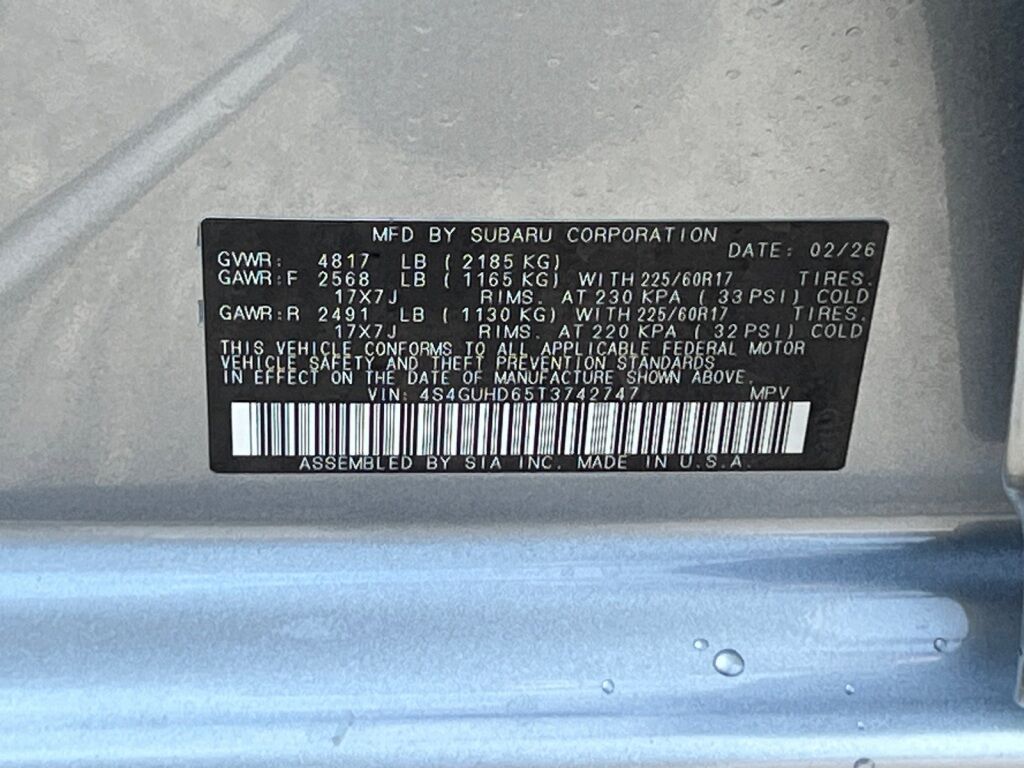 MFD BY SUBARU CORPORATION DATE: 02/26
GVWR: 4817 LB ( 2185 KG)
GAWR: F 2568 LB ( 1165 KG) WITH 225/60R17 TIRES.
17X7J RIMS. AT 230 KPA ( 33 PSI) COLD
GAWR: R 2491 LB ( 1130 KG) WITH 225/60R17 TIRES.
17X7J RIMS. AT 220 KPA ( 32 PSI) COLD
THIS VEHICLE CONFORMS TO ALL APPLICABLE FEDERAL MOTOR
VEHICLE SAFETY AND THEFT PREVENTION STANDARDS
IN EFFECT ON THE DATE OF MANUFACTURE SHOWN ABOVE.
VIN: 4S4GUHD65T3742747 MPV
ASSEMBLED BY SIA INC. MADE IN U.S.A.